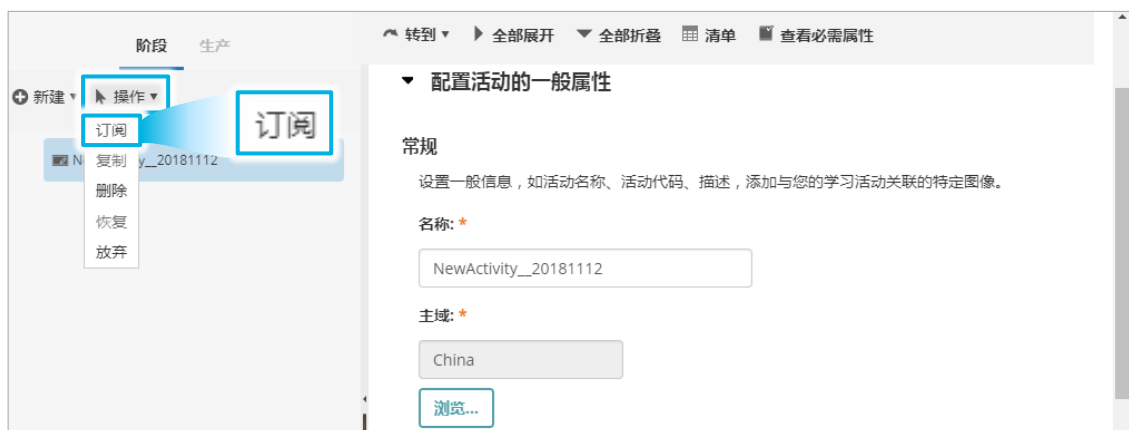 阶段 生产
新建 操作
订阅
订阅
NewActivity__20181112
复制
删除
恢复
放弃
转到 全部展开 全部折叠 清单 查看必需属性
配置活动的一般属性
常规
设置一般信息，如活动名称、活动代码、描述，添加与您的学习活动关联的特定图像。
名称: *
NewActivity__20181112
主域: *
China
浏览...